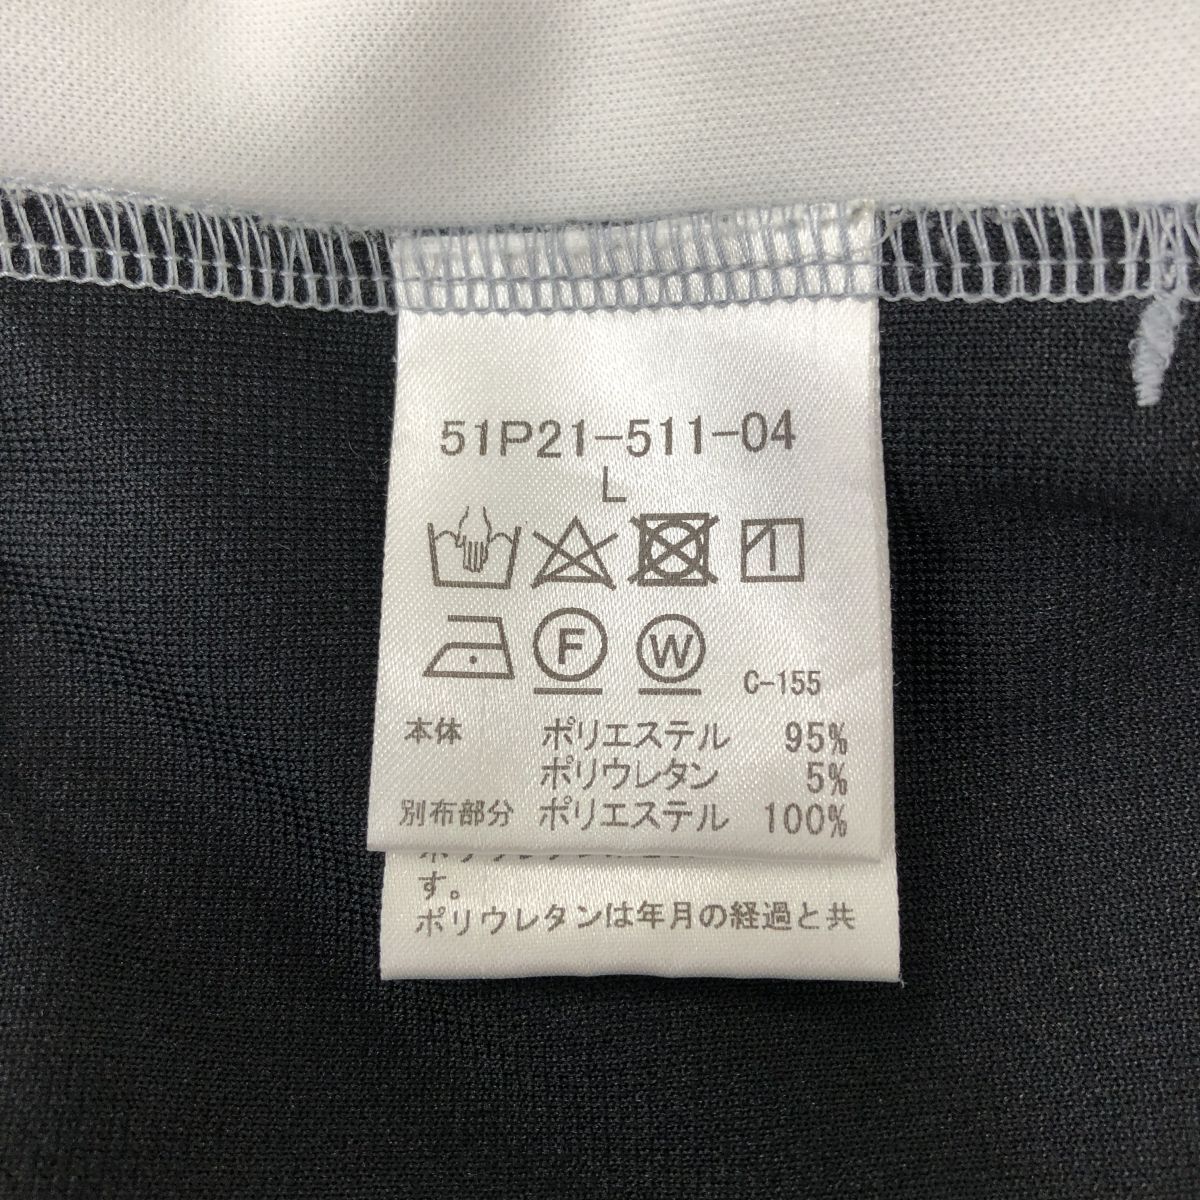 51P21-511-04
L
F W C-155
本体 ポリエステル 95%
ポリウレタン 5%
別布部分 ポリエステル 100%
す。
ポリウレタンは年月の経過と共